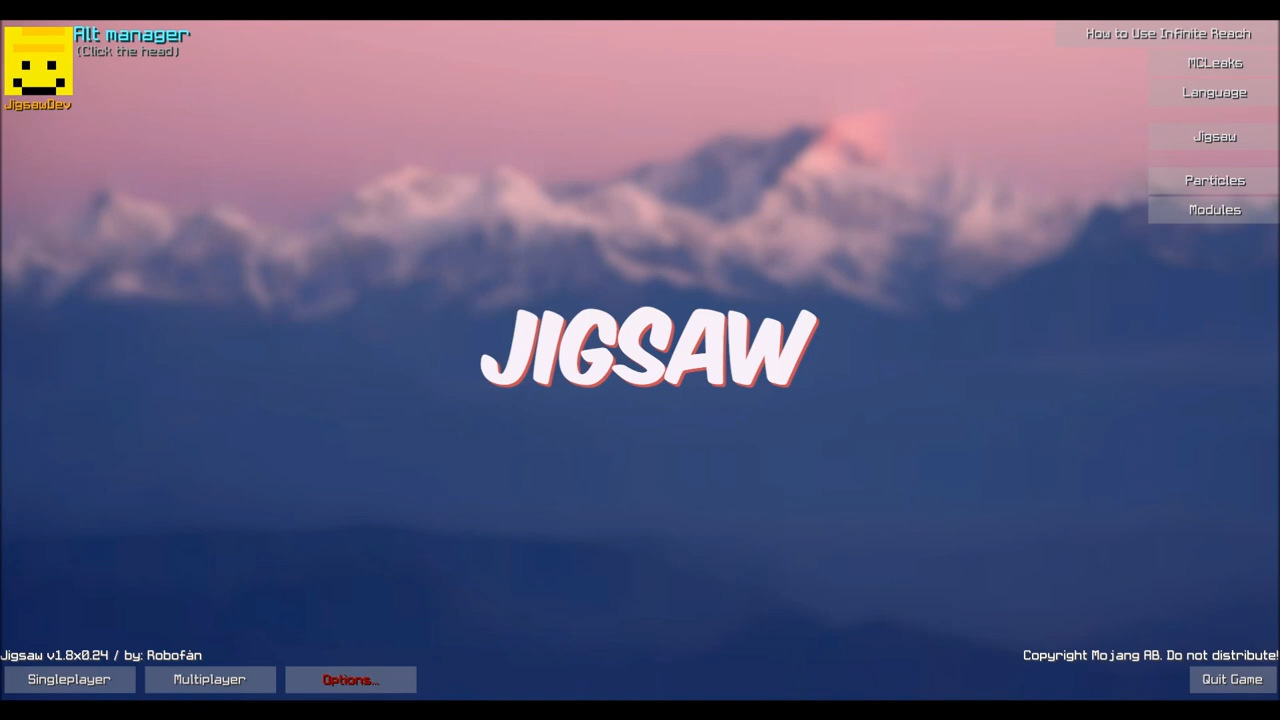 Alt manager
(Click the head)
JigsawDev
How to Use Infinite Reach
MCLeaks
Language
Jigsaw
Particles
Modules
JIGSAW
Jigsaw v1.8x0.24 / by: Robofán
Copyright Mojang AB. Do not distribute!
Singleplayer
Multiplayer
Options...
Quit Game